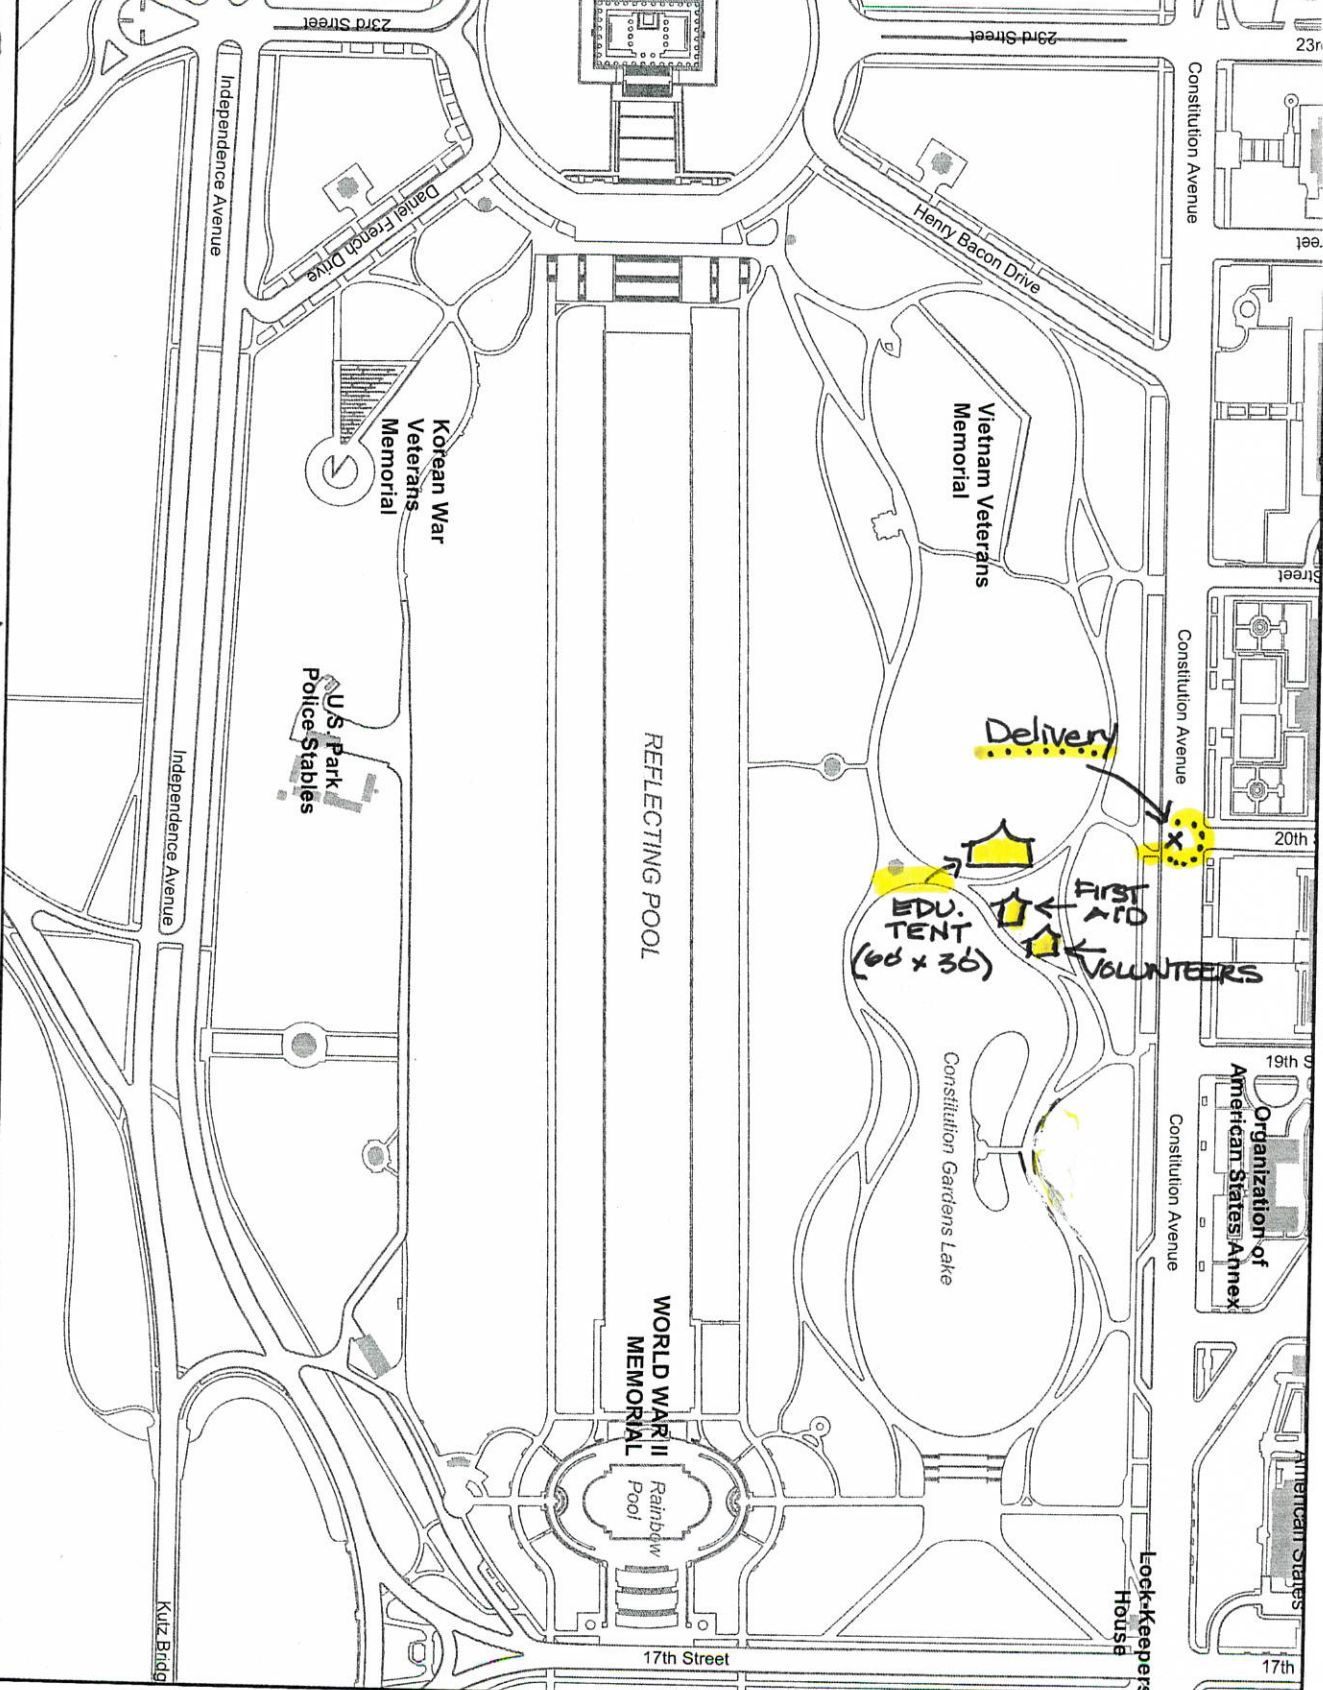 23rd Street
23rd Street
23r
Independence Avenue
Constitution Avenue
Daniel French Drive
Henry Bacon Drive
Korean War
Veterans
Memorial
Vietnam Veterans
Memorial
Street
Constitution Avenue
U.S. Park
Police Stables
REFLECTING POOL
Delivery
x
20th S
Independence Avenue
EDU.
TENT
(60' x 30')
FIRST
AID
VOLUNTEERS
19th S
Organization of
American States Annex
Constitution Avenue
Constitution Gardens Lake
WORLD WAR II
MEMORIAL
Rainbow
Pool
American States
Lock-Keepers
House
Kutz Bridg
17th Street
17th